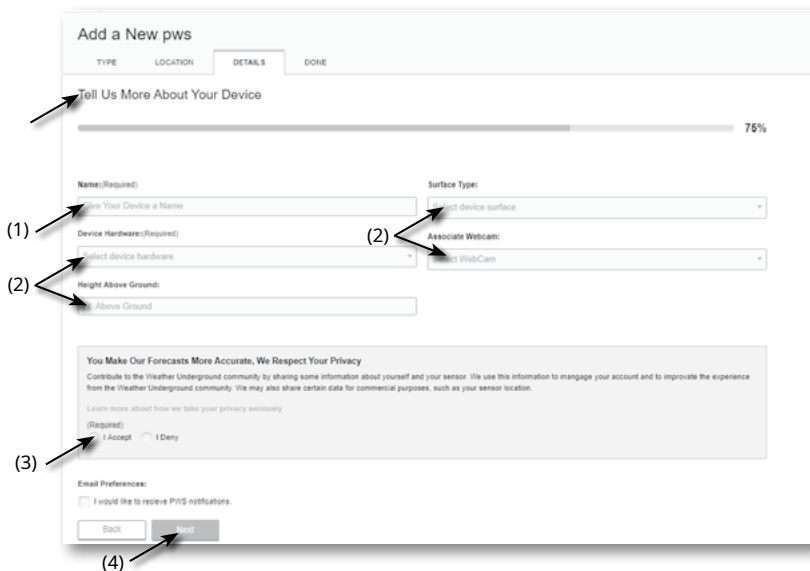 Add a New pws
TYPE LOCATION DETAILS DONE
Tell Us More About Your Device
75%
Name:(Required) Surface Type:
Give Your Device a Name Select device surface
(1)
Device Hardware:(Required) (2) Associate Webcam:
Select device hardware Select WebCam
(2)
Height Above Ground:
Above Ground
You Make Our Forecasts More Accurate, We Respect Your Privacy
Contribute to the Weather Underground community by sharing some information about yourself and your sensor. We use this information to mangage your account and to improvate the experience
from the Weather Underground community. We may also share certain data for commercial purposes, such as your sensor location.
Learn more about how we take your privacy seriously
(Required)
I Accept I Deny
(3)
Email Preferences:
I would like to recieve PWS notifications.
Back Next
(4)